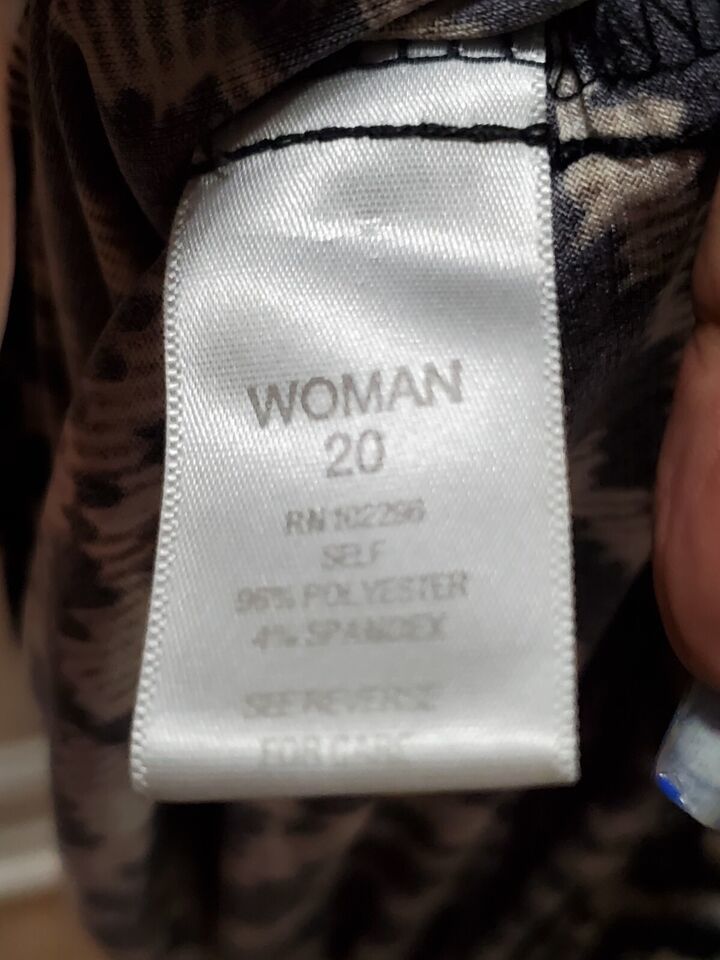 WOMAN
20
RN 102296
SELF
96% POLYESTER
4% SPANDEX
SEE REVERSE
FOR CARE